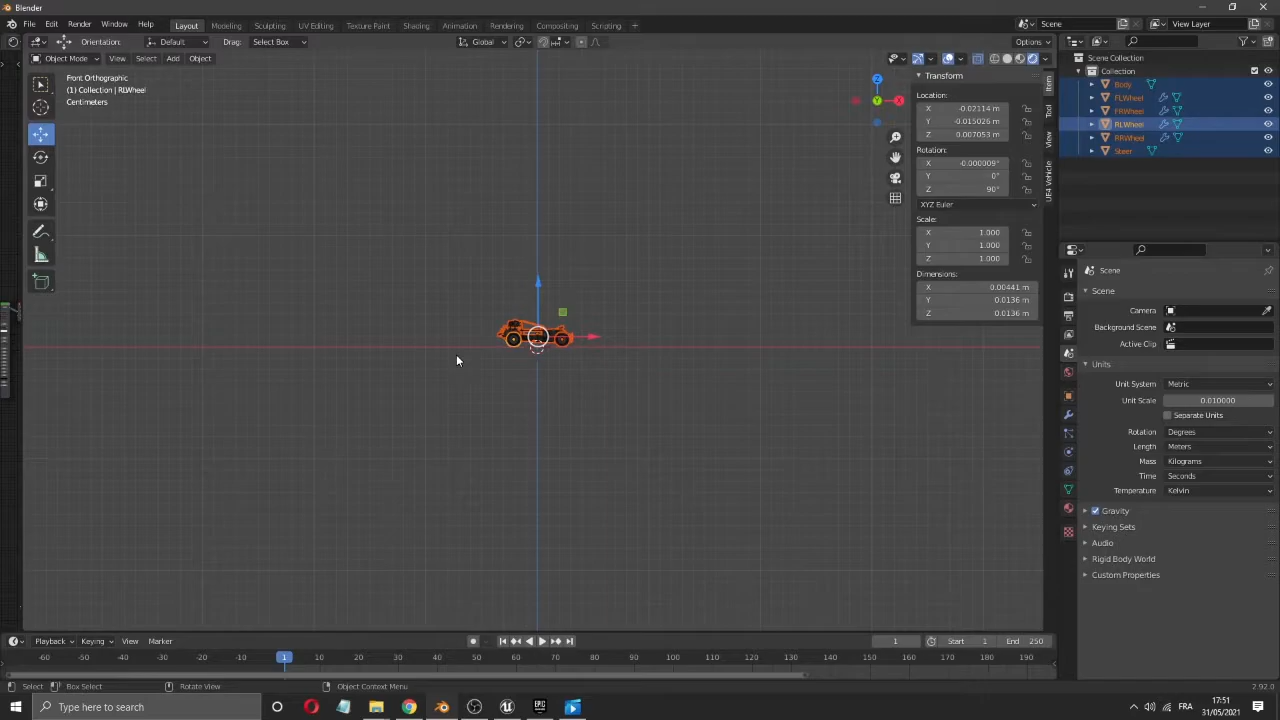 Blender
File Edit Render Window Help
Layout Modeling Sculpting UV Editing Texture Paint Shading Animation Rendering Compositing Scripting +
Scene
View Layer
Orientation: Default Drag: Select Box Global Options
Object Mode View Select Add Object
Front Orthographic
(1) Collection | RLWheel
Centimeters
Z
X
Y
Transform
Location:
X -0.02114 m
Y -0.015026 m
Z 0.007053 m
Rotation:
X -0.000009°
Y 0°
Z 90°
XYZ Euler
Scale:
X 1.000
Y 1.000
Z 1.000
Dimensions:
X 0.00441 m
Y 0.0136 m
Z 0.0136 m
Item
Tool
View
UE4 Vehicle
Scene Collection
Collection
Body
FLWheel
FRWheel
RLWheel
RRWheel
Steer
Scene
Scene
Camera
Background Scene
Active Clip
Units
Unit System Metric
Unit Scale 0.010000
Separate Units
Rotation Degrees
Length Meters
Mass Kilograms
Time Seconds
Temperature Kelvin
Gravity
Keying Sets
Audio
Rigid Body World
Custom Properties
Playback Keying View Marker
1 Start 1 End 250
-60 -50 -40 -30 -20 -10 1 10 20 30 40 50 60 70 80 90 100 110 120 130 140 150 160 170 180 190
Select Box Select Rotate View Object Context Menu 2.92.0
Type here to search
EPIC
FRA
17:51
31/05/2021